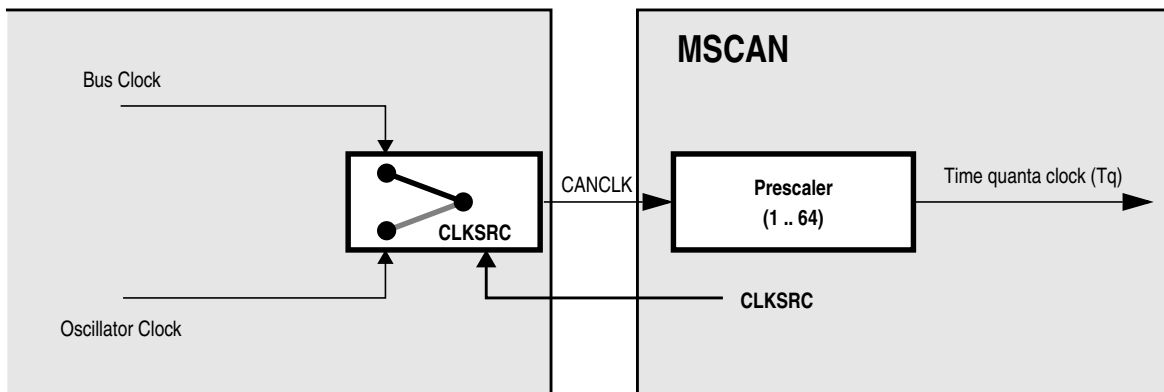 MSCAN
Bus Clock
CANCLK
Time quanta clock (Tq)
Prescaler
(1 .. 64)
CLKSRC
CLKSRC
Oscillator Clock